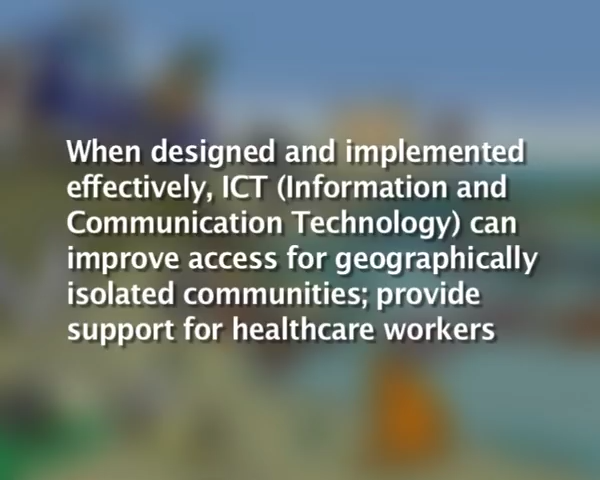 When designed and implemented
effectively, ICT (Information and
Communication Technology) can
improve access for geographically
isolated communities; provide
support for healthcare workers